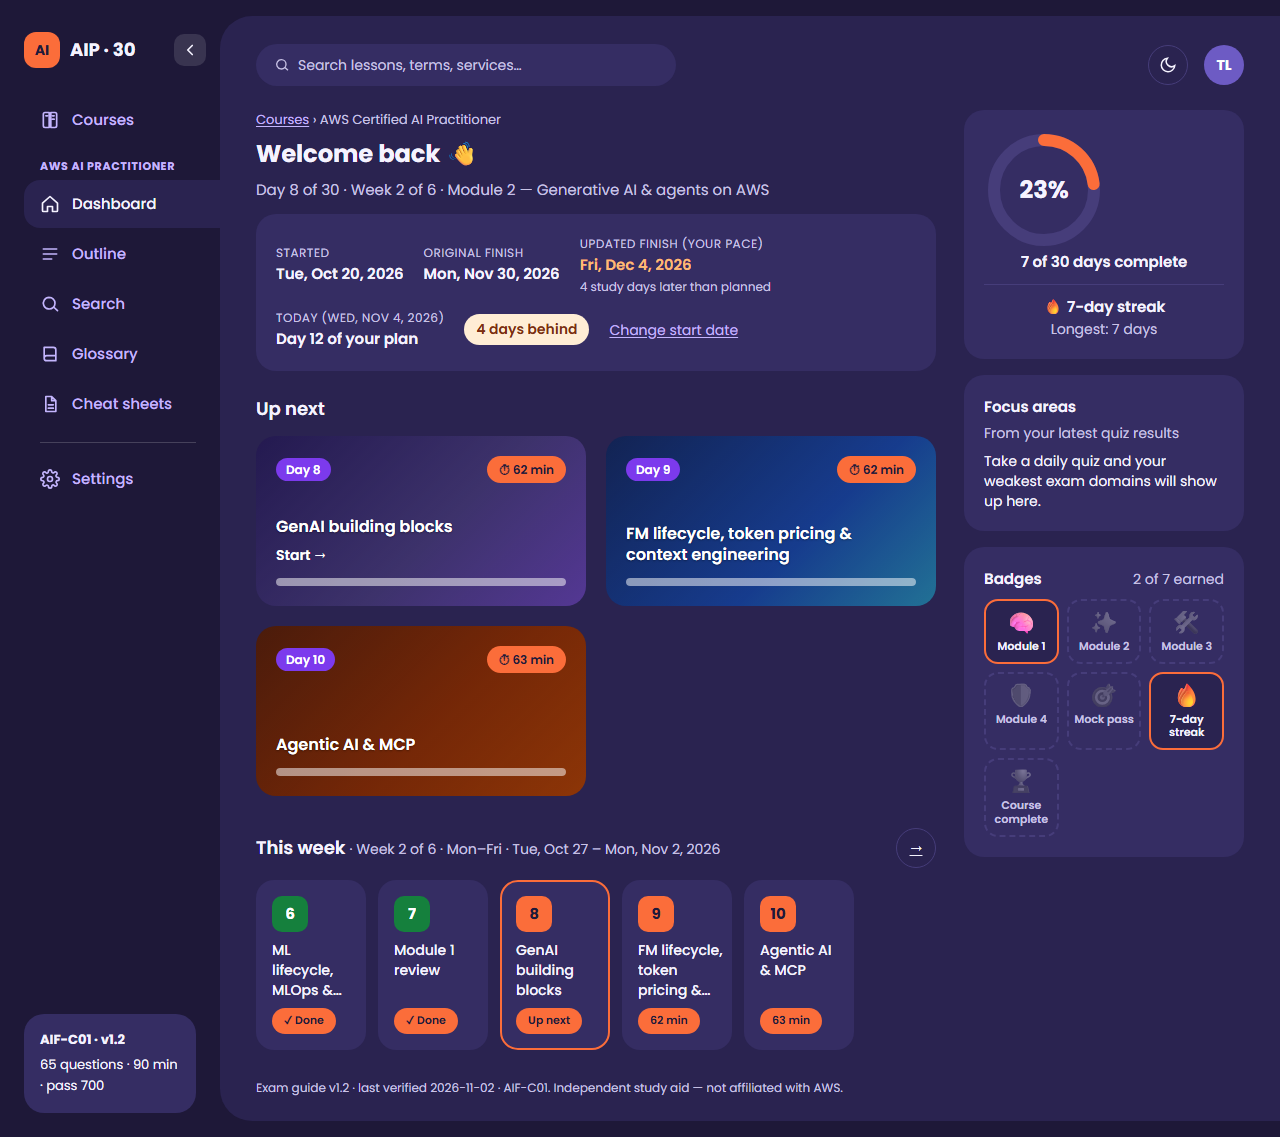 AI
AIP · 30
Courses
AWS AI PRACTITIONER
Dashboard
Outline
Search
Glossary
Cheat sheets
Settings
AIF-C01 · v1.2
65 questions · 90 min
· pass 700
Search lessons, terms, services...
TL
Courses › AWS Certified AI Practitioner
Welcome back 👋
Day 8 of 30 · Week 2 of 6 · Module 2 — Generative AI & agents on AWS
STARTED
Tue, Oct 20, 2026
ORIGINAL FINISH
Mon, Nov 30, 2026
UPDATED FINISH (YOUR PACE)
Fri, Dec 4, 2026
4 study days later than planned
TODAY (WED, NOV 4, 2026)
Day 12 of your plan
4 days behind
Change start date
Up next
Day 8
⏱ 62 min
GenAI building blocks
Start →
Day 9
⏱ 62 min
FM lifecycle, token pricing &
context engineering
Day 10
⏱ 63 min
Agentic AI & MCP
This week · Week 2 of 6 · Mon–Fri · Tue, Oct 27 – Mon, Nov 2, 2026
→
6
ML
lifecycle,
MLOps &...
✓ Done
7
Module 1
review
✓ Done
8
GenAI
building
blocks
Up next
9
FM lifecycle,
token
pricing &...
62 min
10
Agentic AI
& MCP
63 min
Exam guide v1.2 · last verified 2026-11-02 · AIF-C01. Independent study aid — not affiliated with AWS.
23%
7 of 30 days complete
🔥 7-day streak
Longest: 7 days
Focus areas
From your latest quiz results
Take a daily quiz and your
weakest exam domains will show
up here.
Badges
2 of 7 earned
Module 1
Module 2
Module 3
Module 4
Mock pass
7-day
streak
Course
complete